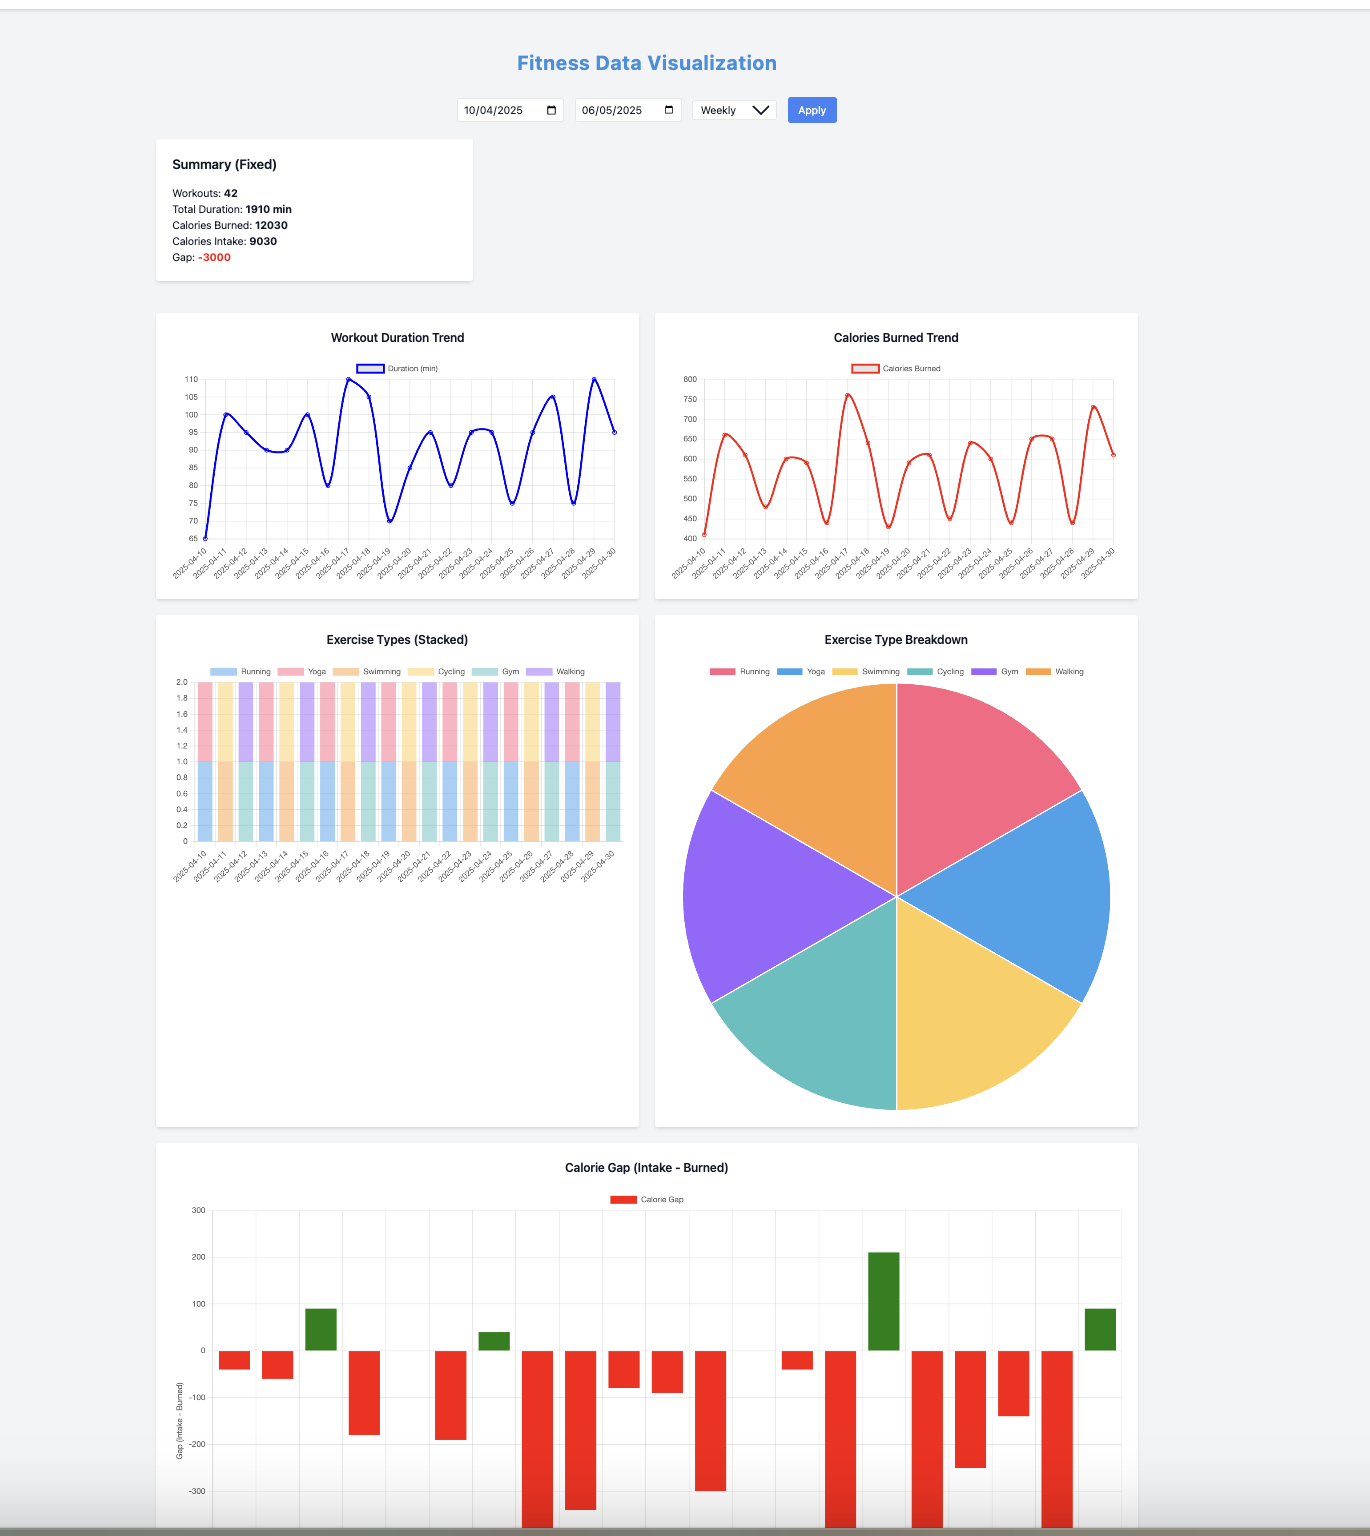 Fitness Data Visualization
10/04/2025 06/05/2025 Weekly Apply
Summary (Fixed)
Workouts: 42
Total Duration: 1910 min
Calories Burned: 12030
Calories Intake: 9030
Gap: -3000
Workout Duration Trend
Duration (min)
110
105
100
95
90
85
80
75
70
65
2025-04-10 2025-04-11 2025-04-12 2025-04-13 2025-04-14 2025-04-15 2025-04-16 2025-04-17 2025-04-18 2025-04-19 2025-04-20 2025-04-21 2025-04-22 2025-04-23 2025-04-24 2025-04-25 2025-04-26 2025-04-27 2025-04-28 2025-04-29 2025-04-30
Calories Burned Trend
Calories Burned
800
750
700
650
600
550
500
450
400
2025-04-10 2025-04-11 2025-04-12 2025-04-13 2025-04-14 2025-04-15 2025-04-16 2025-04-17 2025-04-18 2025-04-19 2025-04-20 2025-04-21 2025-04-22 2025-04-23 2025-04-24 2025-04-25 2025-04-26 2025-04-27 2025-04-28 2025-04-29 2025-04-30
Exercise Types (Stacked)
Running Yoga Swimming Cycling Gym Walking
2.0
1.8
1.6
1.4
1.2
1.0
0.8
0.6
0.4
0.2
0
2025-04-10 2025-04-11 2025-04-12 2025-04-13 2025-04-14 2025-04-15 2025-04-16 2025-04-17 2025-04-18 2025-04-19 2025-04-20 2025-04-21 2025-04-22 2025-04-23 2025-04-24 2025-04-25 2025-04-26 2025-04-27 2025-04-28 2025-04-29 2025-04-30
Exercise Type Breakdown
Running Yoga Swimming Cycling Gym Walking
Calorie Gap (Intake - Burned)
Calorie Gap
300
200
100
0
-100
-200
-300
Gap (Intake - Burned)